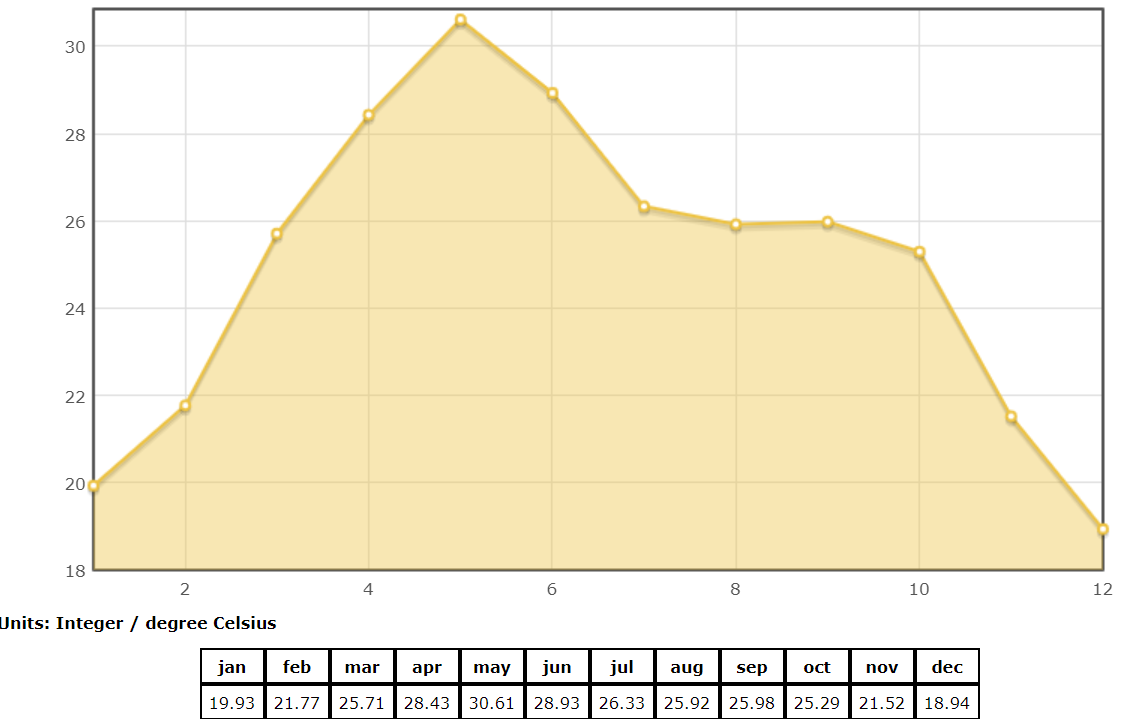 30
28
26
24
22
20
18
2 4 6 8 10 12
Units: Integer / degree Celsius
jan feb mar apr may jun jul aug sep oct nov dec
19.93 21.77 25.71 28.43 30.61 28.93 26.33 25.92 25.98 25.29 21.52 18.94